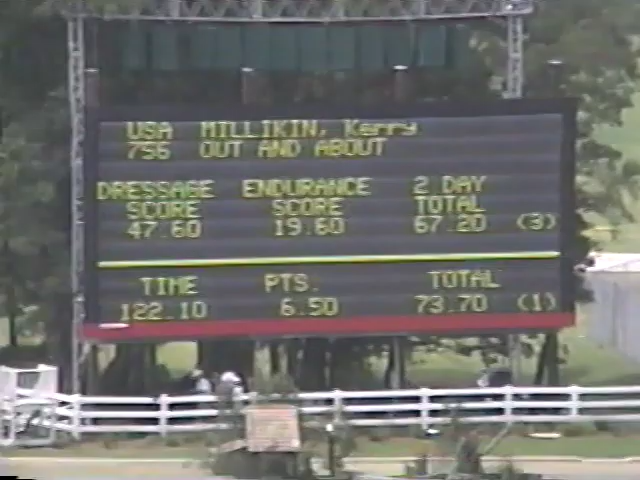 USA MILLIKIN, Kerry
756 OUT AND ABOUT
DRESSAGE ENDURANCE 2 DAY
SCORE SCORE TOTAL
47.60 19.60 67.20 (3)
TIME PTS. TOTAL
122.10 6.50 73.70 (1)